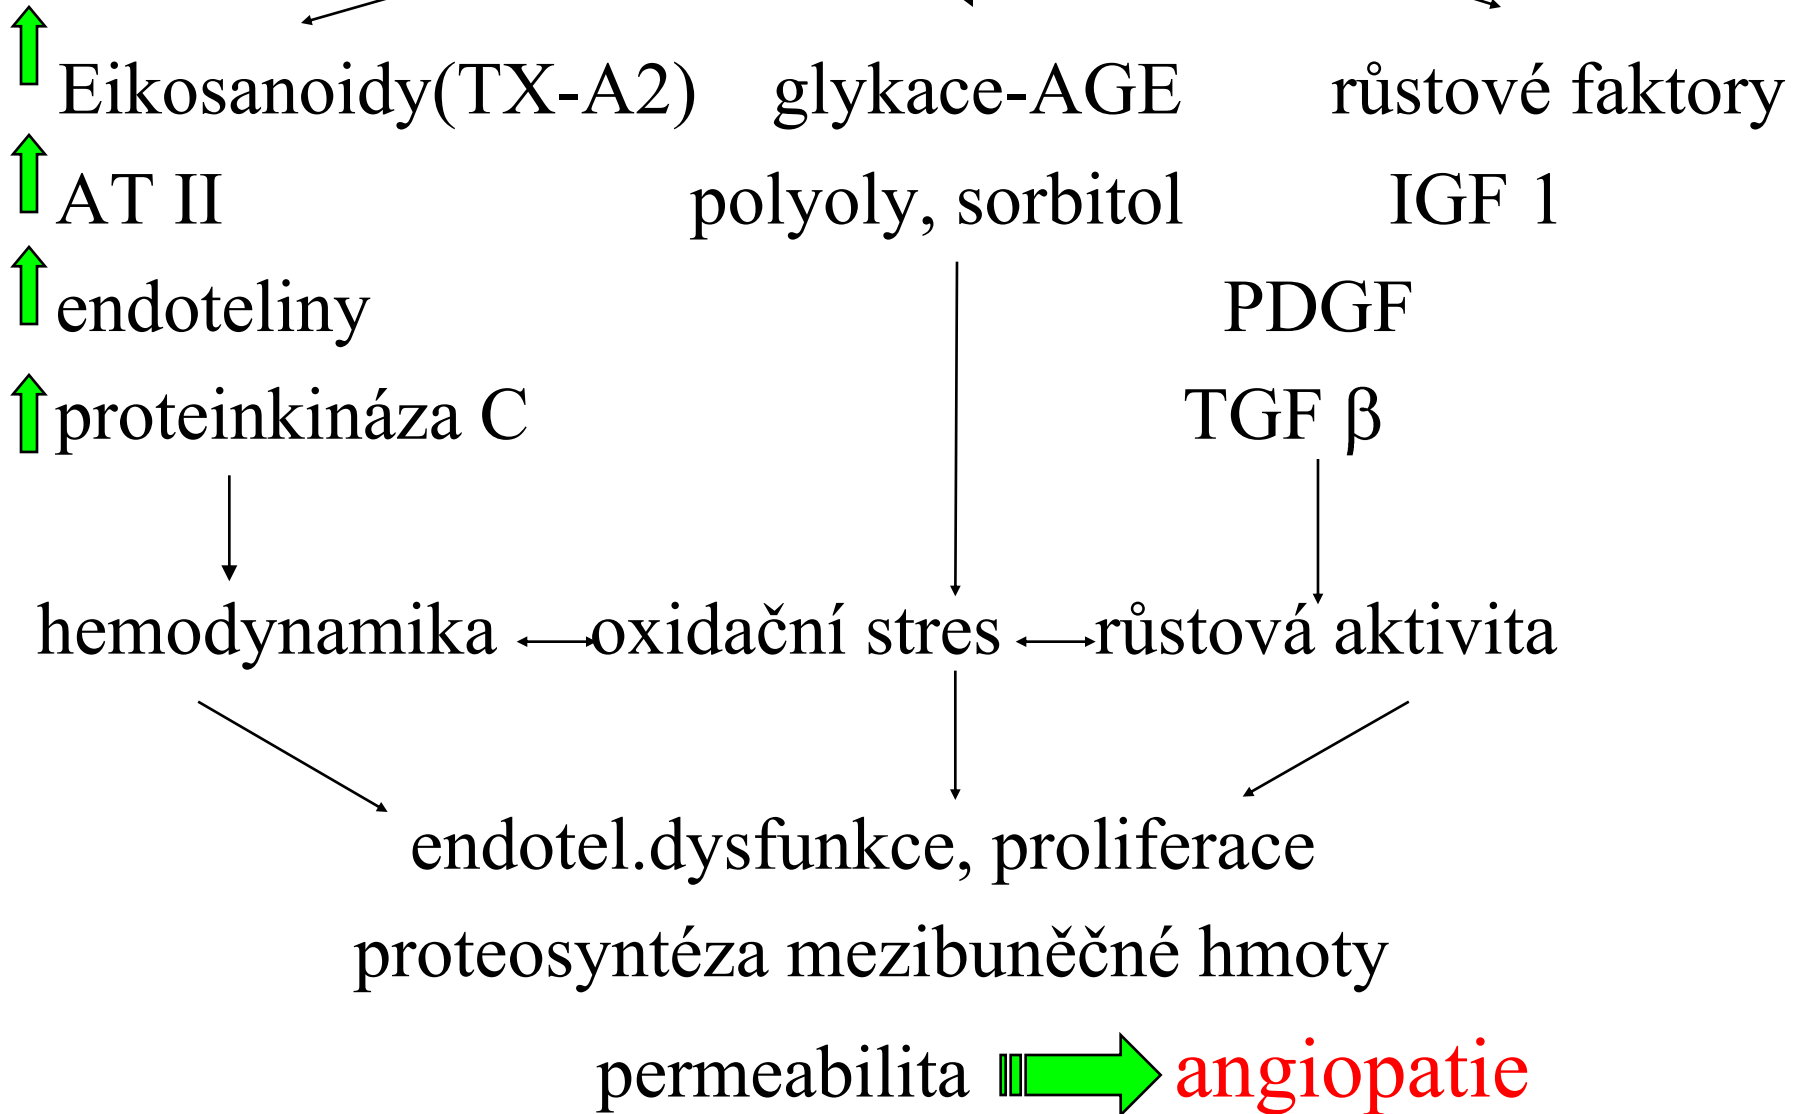 Eikosanoidy(TX-A2) glykace-AGE růstové faktory
AT II polyoly, sorbitol IGF 1
endoteliny PDGF
proteinkináza C TGF β
hemodynamika oxidační stres růstová aktivita
endotel.dysfunkce, proliferace
proteosyntéza mezibuněčné hmoty
permeabilita angiopatie